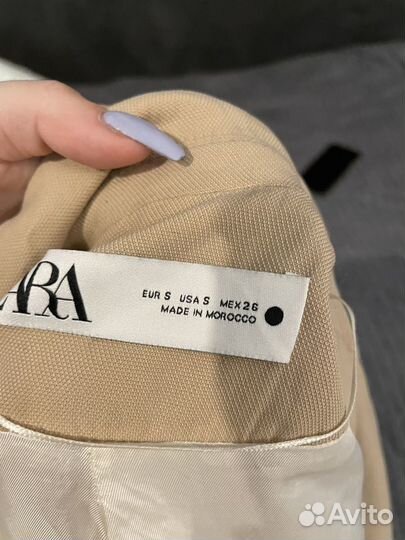 ARA
EUR S USA S MEX 26
MADE IN MOROCCO
Avito